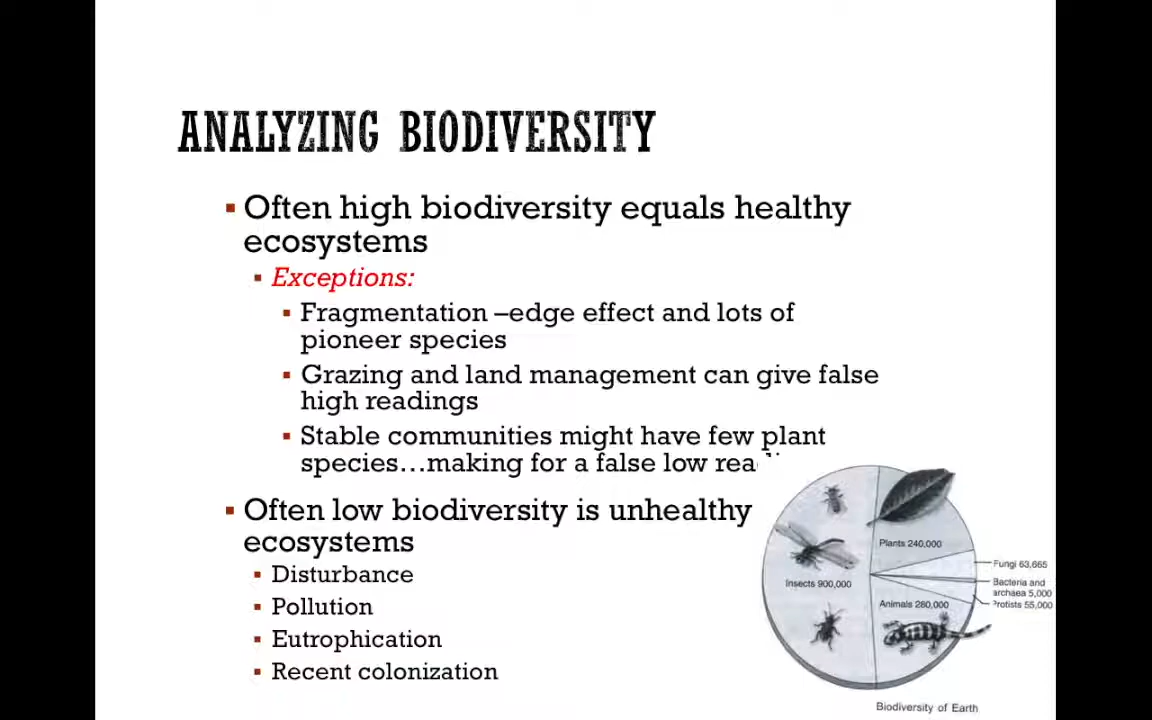 ANALYZING BIODIVERSITY
▪ Often high biodiversity equals healthy
ecosystems
▪ Exceptions:
▪ Fragmentation –edge effect and lots of
pioneer species
▪ Grazing and land management can give false
high readings
▪ Stable communities might have few plant
species…making for a false low
▪ Often low biodiversity is unhealthy
ecosystems
▪ Disturbance
▪ Pollution
▪ Eutrophication
▪ Recent colonization
Plants 240,000
Fungi 63,665
Insects 900,000
Bacteria and
archaea 5,000
Protists 55,000
Animals 280,000
Biodiversity of Earth